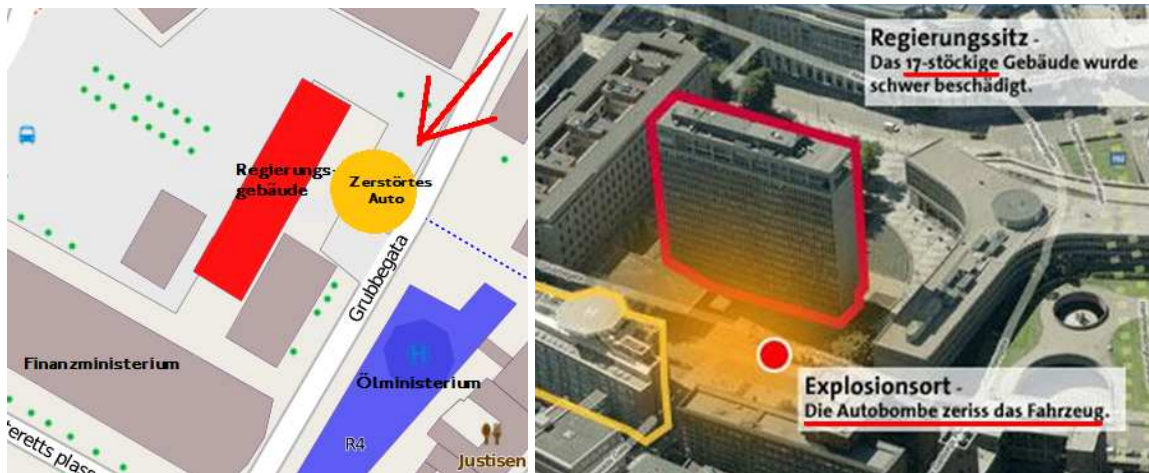 Regierungs-
gebäude
Zerstörtes
Auto
Grubbegata
Finanzministerium
H
Ölministerium
R4
teretts plass
Justisen
Regierungssitz -
Das 17-stöckige Gebäude wurde
schwer beschädigt.
Explosionsort -
Die Autobombe zeriss das Fahrzeug.